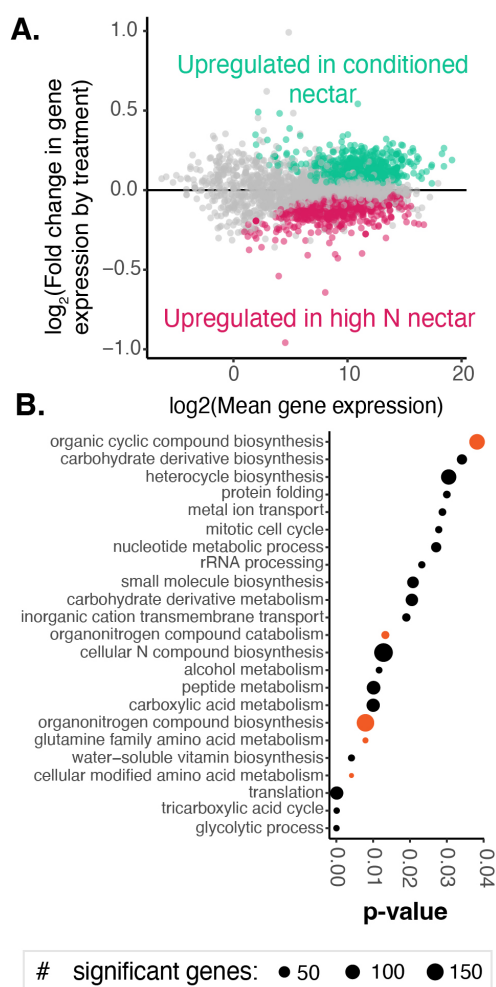 A.
Upregulated in conditioned
nectar
log2(Fold change in gene
expression by treatment)
1.0
0.5
0.0
−0.5
−1.0
Upregulated in high N nectar
0 10 20
log2(Mean gene expression)
B.
organic cyclic compound biosynthesis
carbohydrate derivative biosynthesis
heterocycle biosynthesis
protein folding
metal ion transport
mitotic cell cycle
nucleotide metabolic process
rRNA processing
small molecule biosynthesis
carbohydrate derivative metabolism
inorganic cation transmembrane transport
organonitrogen compound catabolism
cellular N compound biosynthesis
alcohol metabolism
peptide metabolism
carboxylic acid metabolism
organonitrogen compound biosynthesis
glutamine family amino acid metabolism
water−soluble vitamin biosynthesis
cellular modified amino acid metabolism
translation
tricarboxylic acid cycle
glycolytic process
0.00 0.01 0.02 0.03 0.04
p-value
# significant genes: 50 100 150